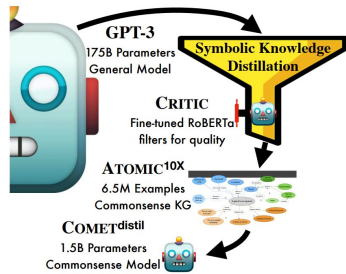 GPT-3
175B Parameters
General Model
Symbolic Knowledge
Distillation
CRITIC
Fine-tuned RoBERTa
filters for quality
ATOMIC10X
6.5M Examples
Commonsense KG
COMETdistil
1.5B Parameters
Commonsense Model